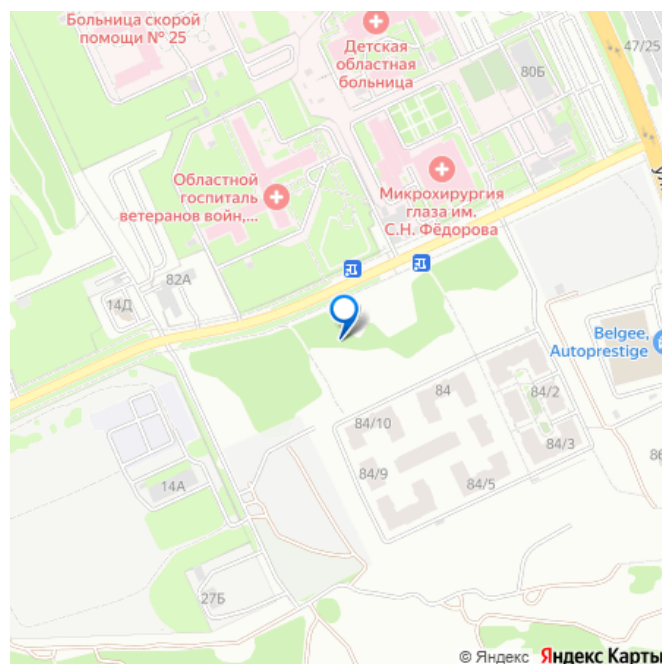 Больница скорой
помощи № 25
Детская
областная
больница
47/25
80Б
Областной
госпиталь
ветеранов войн,...
Микрохирургия
глаза им.
С.Н. Фёдорова
82А
14Д
Belgee,
Autoprestige
84/10
84
84/2
84/9
84/5
84/3
86
14А
27Б
© Яндекс Яндекс Карты